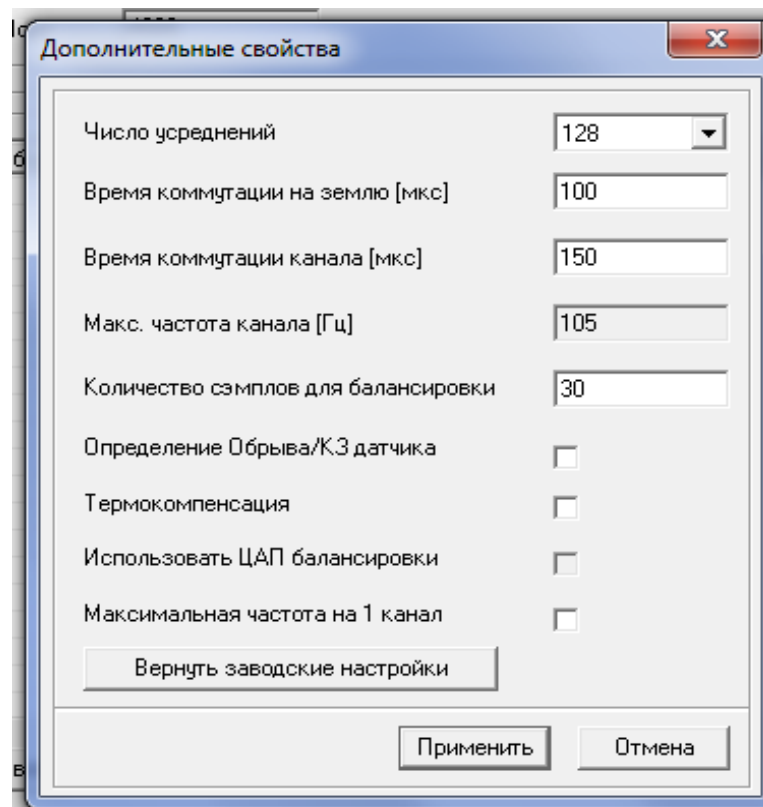 Дополнительные свойства
Число усреднений 128
Время коммутации на землю [мкс] 100
Время коммутации канала [мкс] 150
Макс. частота канала [Гц] 105
Количество сэмплов для балансировки 30
Определение Обрыва/КЗ датчика
Термокомпенсация
Использовать ЦАП балансировки
Максимальная частота на 1 канал
Вернуть заводские настройки
Применить Отмена